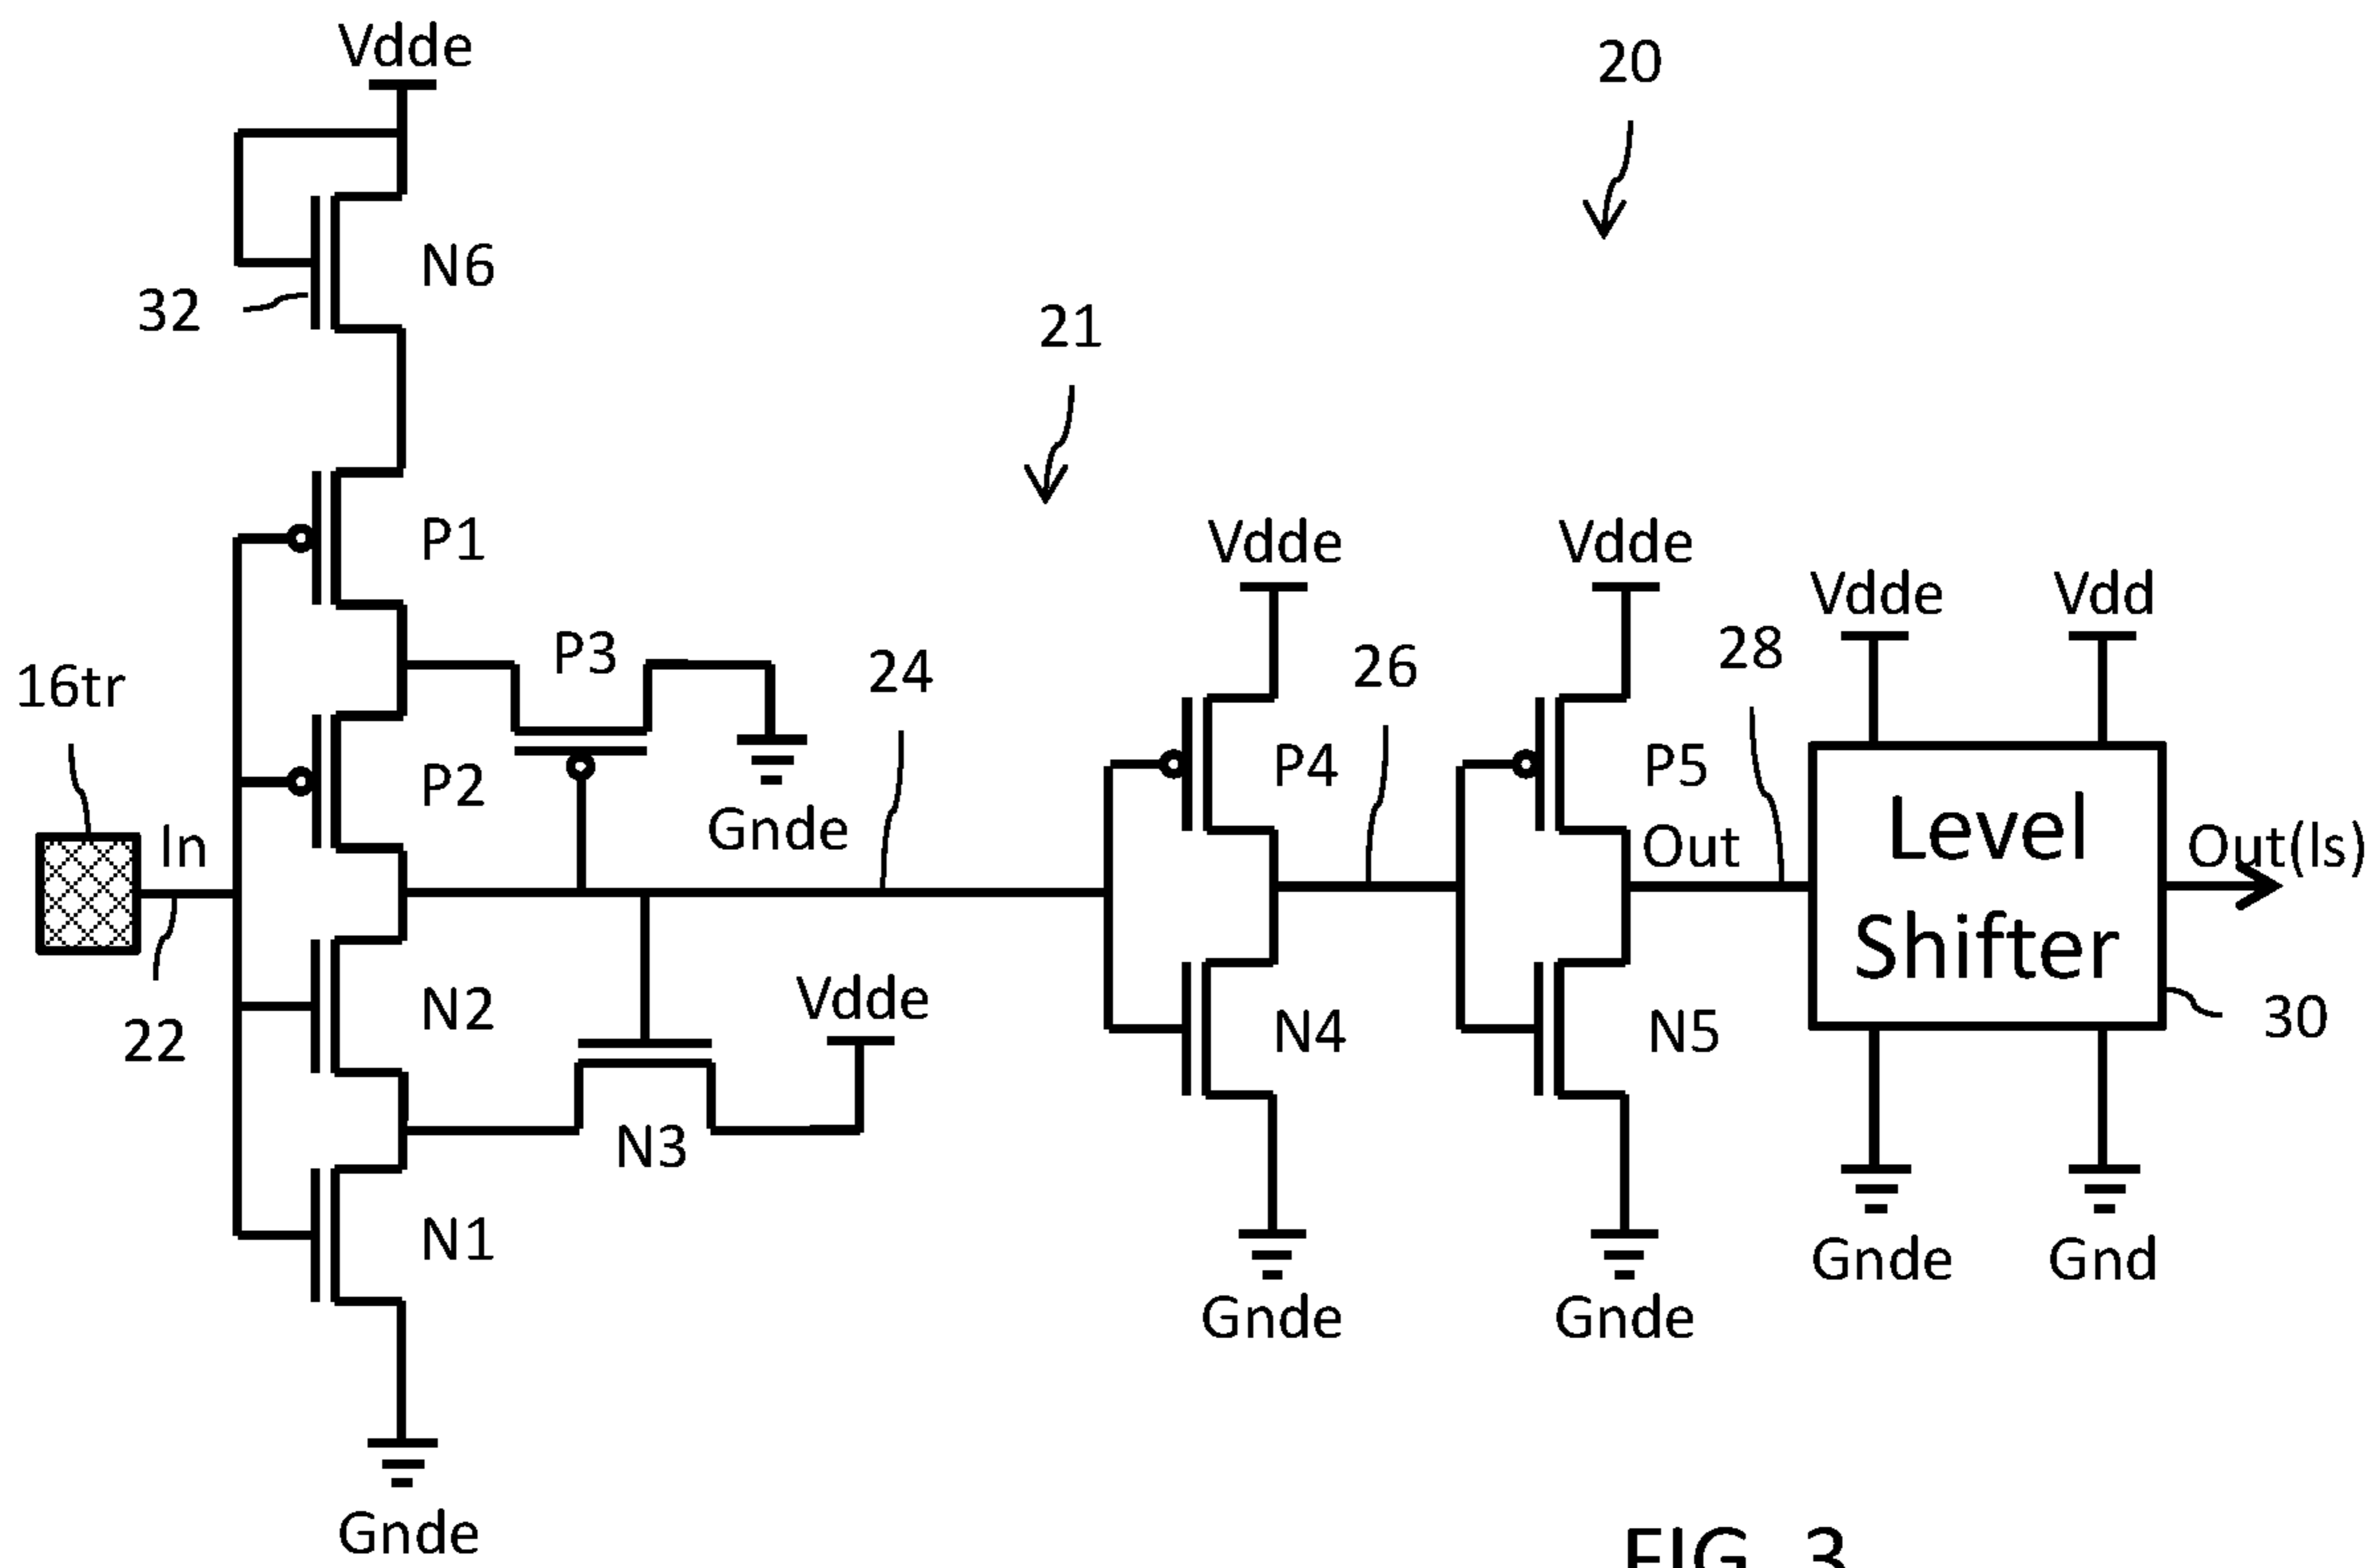 Vdde
20
N6
32
21
P1
Vdde
Vdde
Vdde
Vdd
P3
24
26
28
16tr
P2
P4
P5
Gnde
In
Out
Level
Shifter
Out(ls)
N2
Vdde
22
N4
N5
30
N3
N1
Gnde
Gnd
Gnde
Gnde
Gnde
FIG. 3